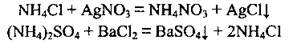 NH₄Cl + AgNO₃ = NH₄NO₃ + AgCl↓
(NH₄)₂SO₄ + BaCl₂ = BaSO₄↓ + 2NH₄Cl